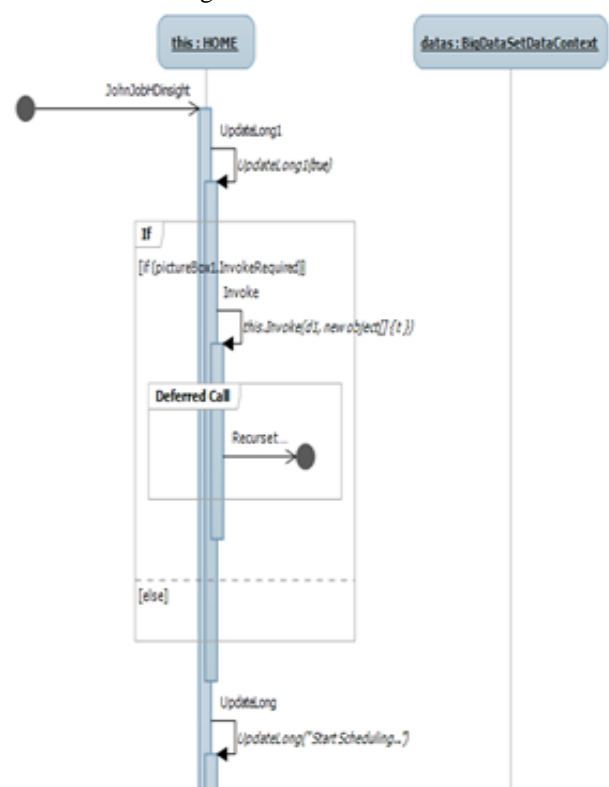 this : HOME
datas : BigDataSetDataContext
JohnJobHDinsight
UpdateLong1
UpdateLong1(true)
If
[if (pictureBox1.InvokeRequired)]
Invoke
this.Invoke(d1, new object[] { t })
Deferred Call
Recurset...
[else]
UpdateLong
UpdateLong("Start Scheduling...")